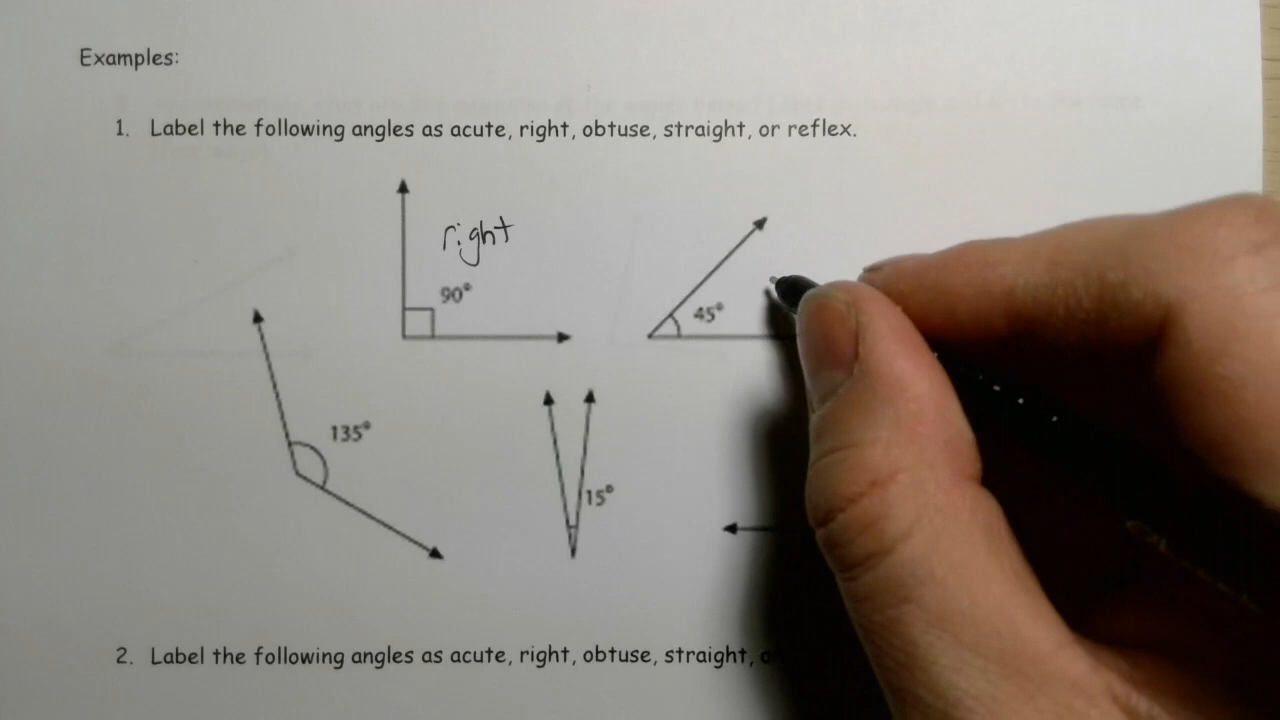 Examples:
1. Label the following angles as acute, right, obtuse, straight, or reflex.
right
90°
45°
135°
15°
2. Label the following angles as acute, right, obtuse, straight,